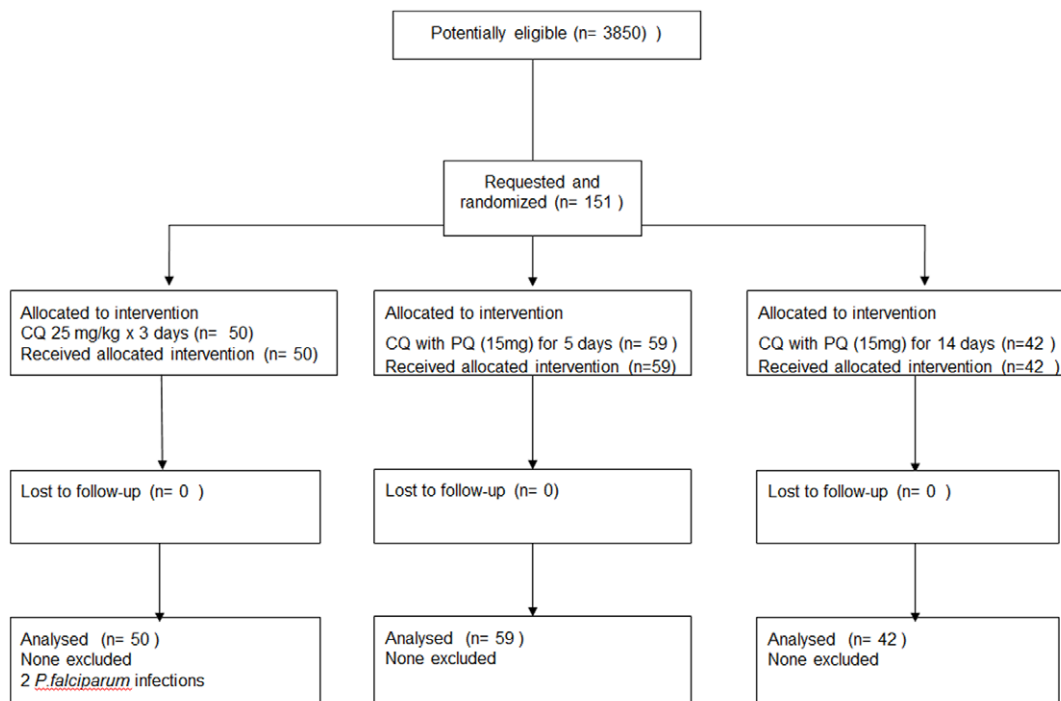 Potentially eligible (n= 3850) )
Requested and
randomized (n= 151 )
Allocated to intervention
CQ 25 mg/kg x 3 days (n=  50)
Received allocated intervention (n= 50)
Allocated to intervention
CQ with PQ (15mg) for 5 days (n= 59 )
Received allocated intervention (n=59)
Allocated to intervention
CQ with PQ (15mg) for 14 days (n=42 )
Received allocated intervention (n=42 )
Lost to follow-up (n= 0 )
Lost to follow-up (n= 0)
Lost to follow-up (n= 0 )
Analysed (n= 50 )
None excluded
2 P.falciparum infections
Analysed (n= 59 )
None excluded
Analysed (n= 42 )
None excluded